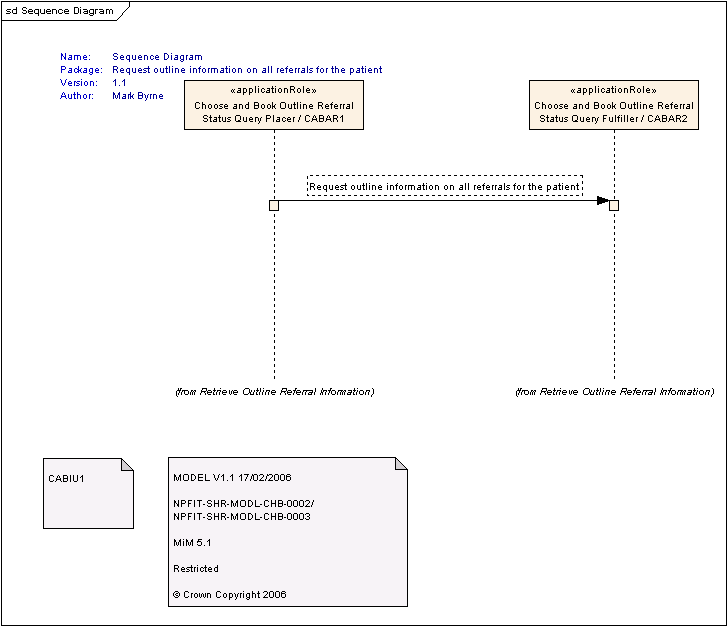 sd Sequence Diagram
Name: Sequence Diagram
Package: Request outline information on all referrals for the patient
Version: 1.1
Author: Mark Byrne
«applicationRole»
Choose and Book Outline Referral
Status Query Placer / CABAR1
«applicationRole»
Choose and Book Outline Referral
Status Query Fulfiller / CABAR2
Request outline information on all referrals for the patient
(from Retrieve Outline Referral Information)
(from Retrieve Outline Referral Information)
CABIU1
MODEL V1.1 17/02/2006
NPFIT-SHR-MODL-CHB-0002/
NPFIT-SHR-MODL-CHB-0003
MiM 5.1
Restricted
© Crown Copyright 2006